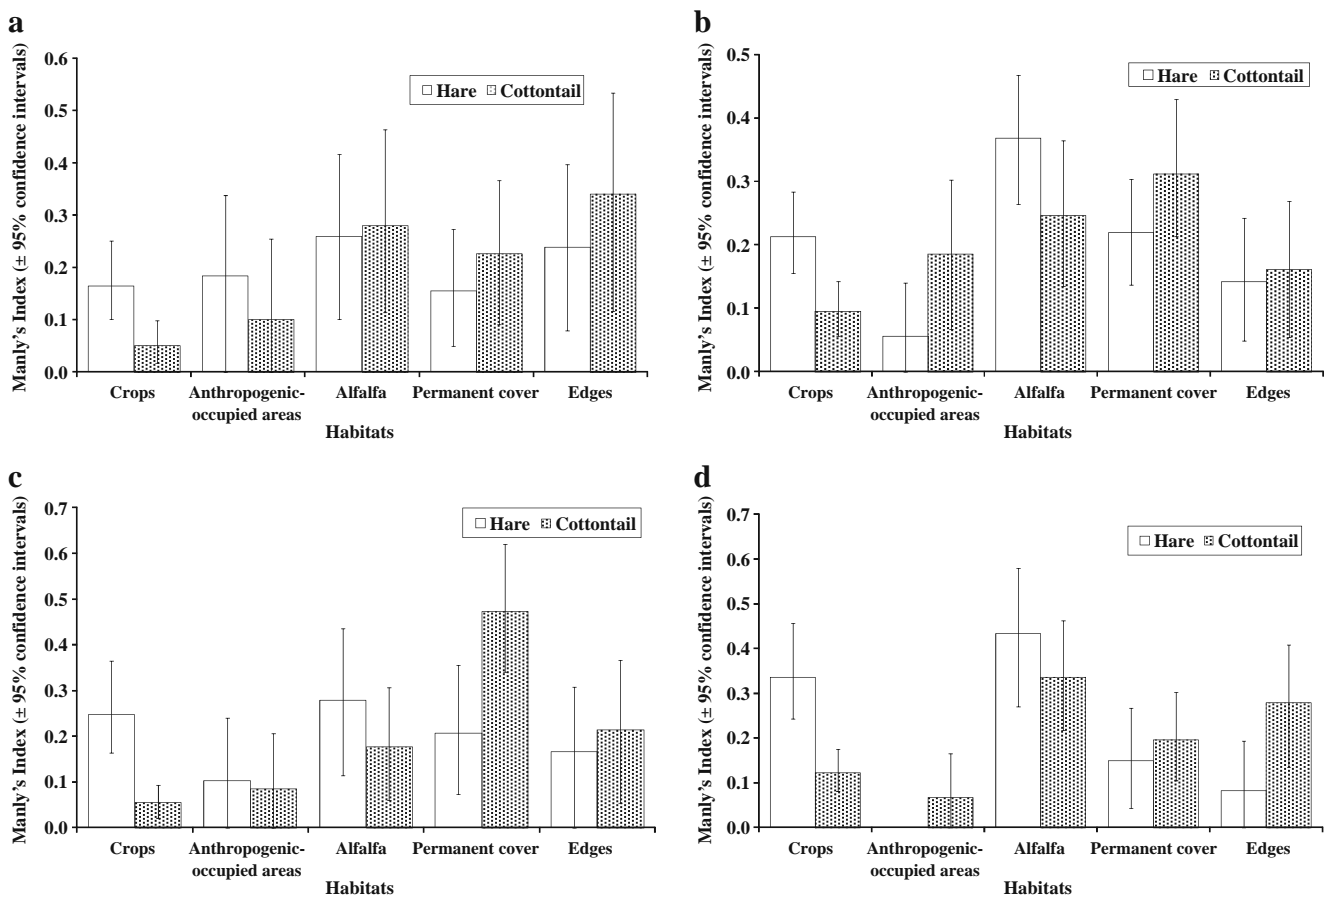 a
Manly's Index (± 95% confidence intervals)
0.6
0.5
0.4
0.3
0.2
0.1
0.0
Hare Cottontail
Crops Anthropogenic- Alfalfa Permanent cover Edges
occupied areas
Habitats
b
Manly's Index (± 95% confidence intervals)
0.5
0.4
0.3
0.2
0.1
0.0
Hare Cottontail
Crops Anthropogenic- Alfalfa Permanent cover Edges
occupied areas
Habitats
c
Manly's Index (± 95% confidence intervals)
0.7
0.6
0.5
0.4
0.3
0.2
0.1
0.0
Hare Cottontail
Crops Anthropogenic- Alfalfa Permanent cover Edges
occupied areas
Habitats
d
Manly's Index (± 95% confidence intervals)
0.7
0.6
0.5
0.4
0.3
0.2
0.1
0.0
Hare Cottontail
Crops Anthropogenic- Alfalfa Permanent cover Edges
occupied areas
Habitats